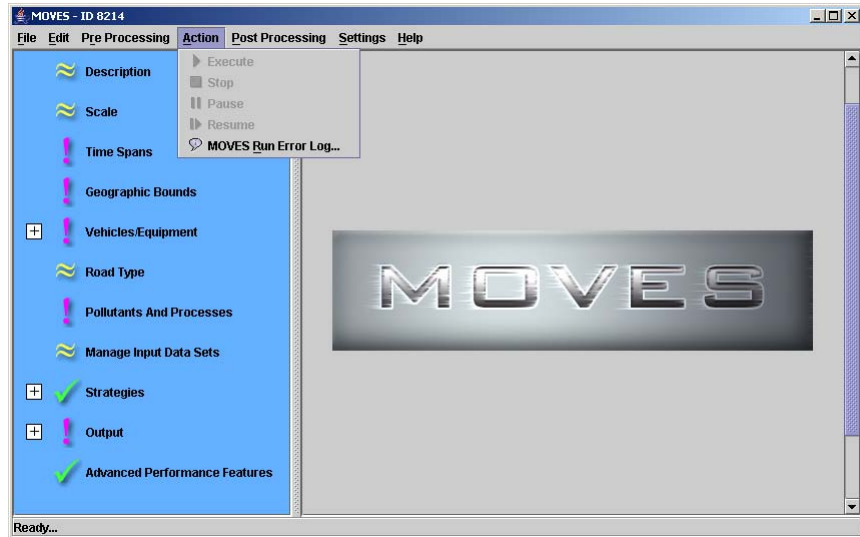 MOVES - ID 8214
File Edit Pre Processing Action Post Processing Settings Help
Execute
Stop
Pause
Resume
MOVES Run Error Log...
Description
Scale
Time Spans
Geographic Bounds
Vehicles/Equipment
Road Type
Pollutants And Processes
Manage Input Data Sets
Strategies
Output
Advanced Performance Features
MOVES
Ready...